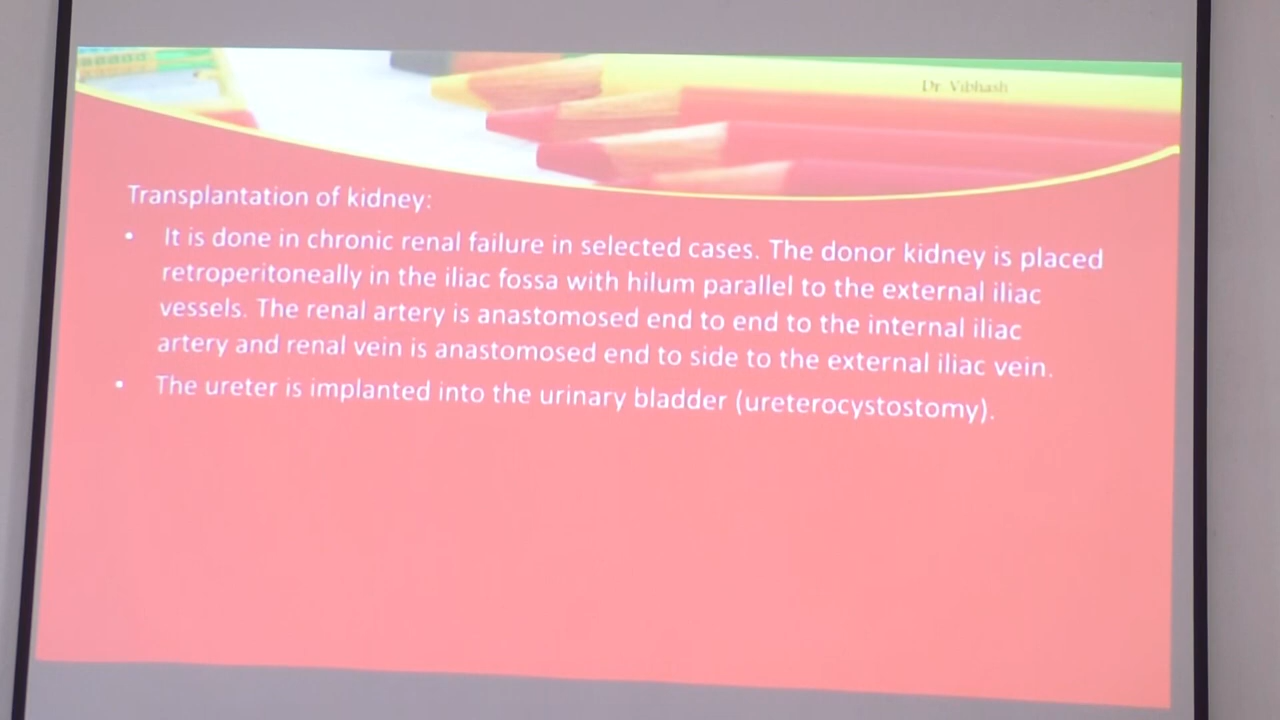 Dr Vibhash
Transplantation of kidney:
• It is done in chronic renal failure in selected cases. The donor kidney is placed
retroperitoneally in the iliac fossa with hilum parallel to the external iliac
vessels. The renal artery is anastomosed end to end to the internal iliac
artery and renal vein is anastomosed end to side to the external iliac vein.
• The ureter is implanted into the urinary bladder (ureterocystostomy).